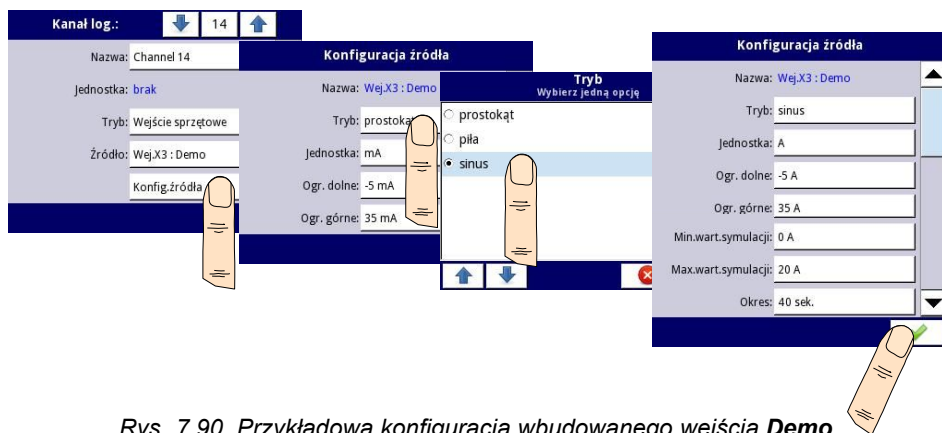 Kanał log.: 14
Nazwa: Channel 14
Jednostka: brak
Tryb: Wejście sprzętowe
Źródło: Wej.X3 : Demo
Konfig.źródła
Konfiguracja źródła
Nazwa: Wej.X3 : Demo
Tryb: prostokąt
Jednostka: mA
Ogr. dolne: -5 mA
Ogr. górne: 35 mA
Tryb
Wybierz jedną opcję
prostokąt
piła
sinus
Konfiguracja źródła
Nazwa: Wej.X3 : Demo
Tryb: sinus
Jednostka: A
Ogr. dolne: -5 A
Ogr. górne: 35 A
Min.wart.symulacji: 0 A
Max.wart.symulacji: 20 A
Okres: 40 sek.
Rys. 7.90. Przykładowa konfiguracja wbudowanego wejścia Demo